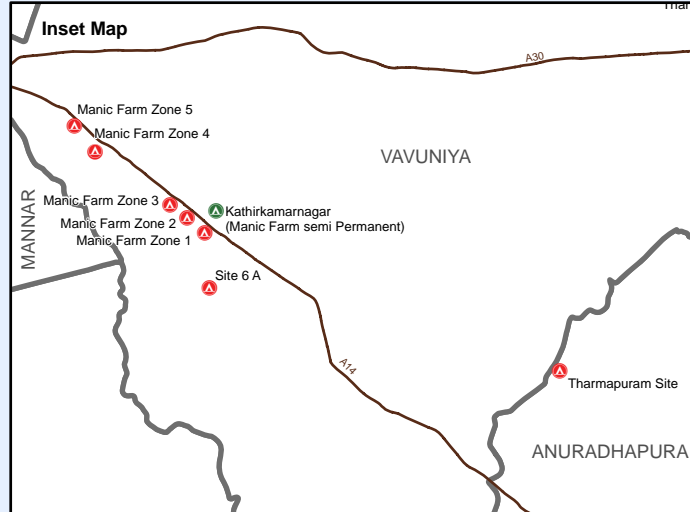 Inset Map
A30
Manic Farm Zone 5
Manic Farm Zone 4
VAVUNIYA
MANNAR
Manic Farm Zone 3
Manic Farm Zone 2
Manic Farm Zone 1
Kathirkamarnagar
(Manic Farm semi Permanent)
Site 6 A
A14
Tharmapuram Site
ANURADHAPURA